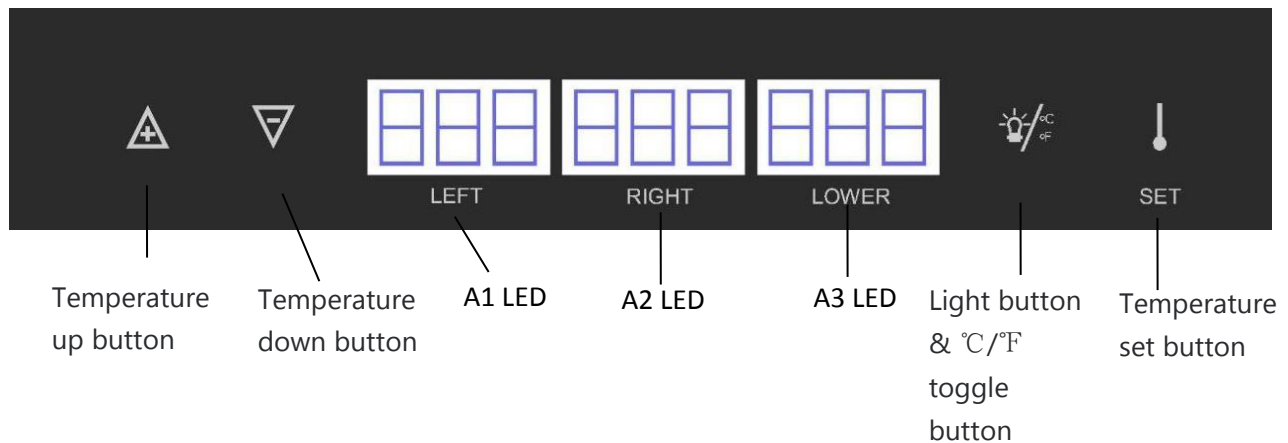 ℃
℉
LEFT
RIGHT
LOWER
SET
Temperature
up button
Temperature
down button
A1 LED
A2 LED
A3 LED
Light button
& ℃/℉
toggle
button
Temperature
set button